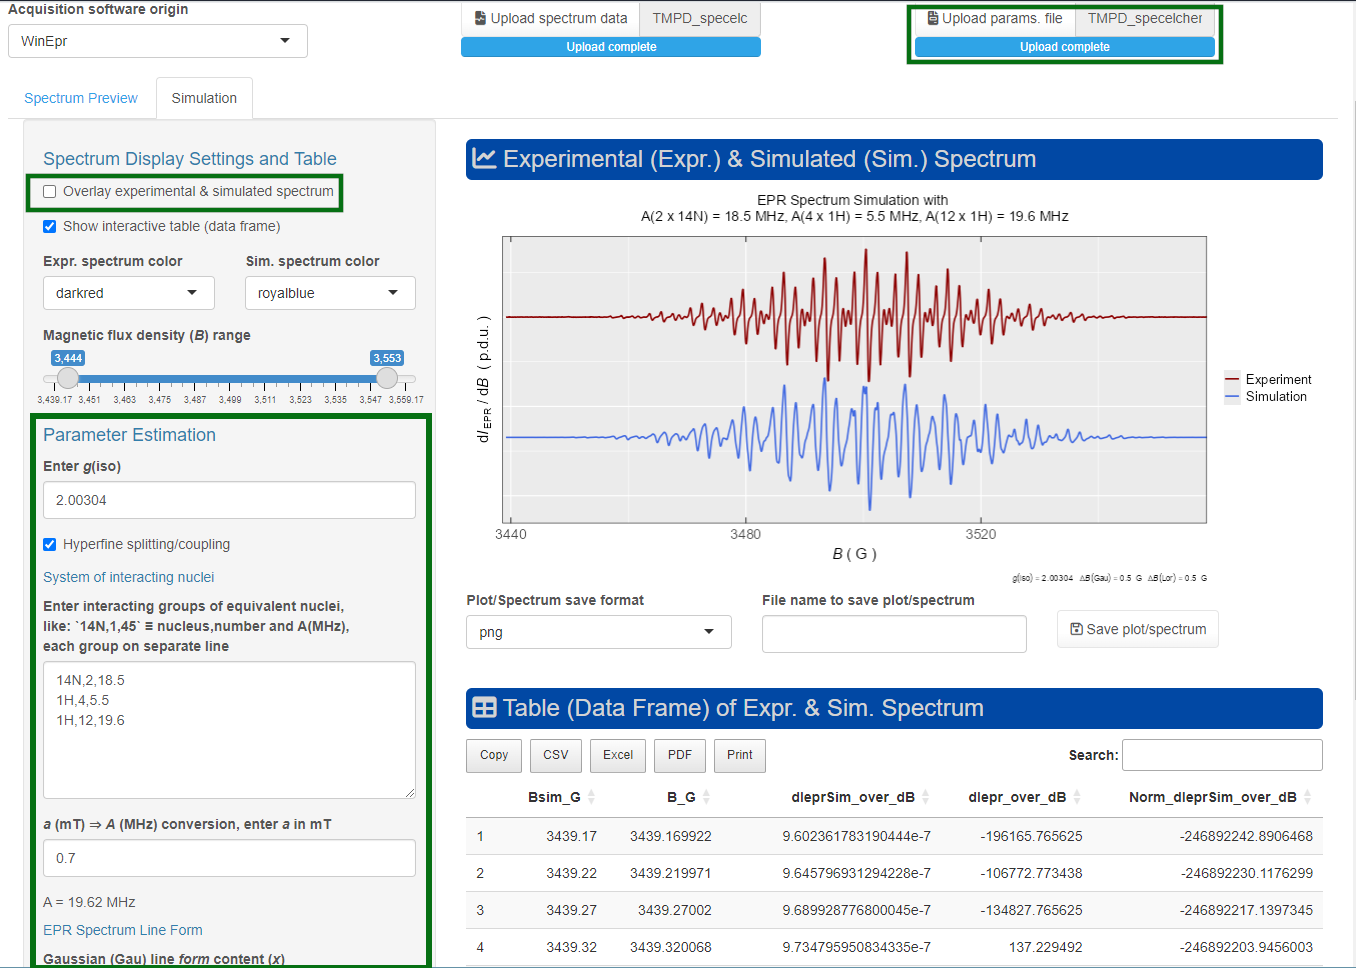 Acquisition software origin
WinEpr
Upload spectrum data
TMPD_specelc
Upload complete
Upload params. file
TMPD_specelcher
Upload complete
Spectrum Preview
Simulation
Spectrum Display Settings and Table
Overlay experimental & simulated spectrum
Show interactive table (data frame)
Expr. spectrum color
Sim. spectrum color
darkred
royalblue
Magnetic flux density (B) range
3,444
3,553
3,439.17 3,451 3,463 3,475 3,487 3,499 3,511 3,523 3,535 3,547 3,559.17
Parameter Estimation
Enter g(iso)
2.00304
Hyperfine splitting/coupling
System of interacting nuclei
Enter interacting groups of equivalent nuclei,
like: `14N,1,45` ≡ nucleus,number and A(MHz),
each group on separate line
14N,2,18.5
1H,4,5.5
1H,12,19.6
a (mT) ⇒ A (MHz) conversion, enter a in mT
0.7
A = 19.62 MHz
EPR Spectrum Line Form
Gaussian (Gau) line form content (x)
Experimental (Expr.) & Simulated (Sim.) Spectrum
EPR Spectrum Simulation with
A(2 x 14N) = 18.5 MHz, A(4 x 1H) = 5.5 MHz, A(12 x 1H) = 19.6 MHz
dIEPR / dB ( p.d.u. )
Experiment
Simulation
3440 3480 3520
B ( G )
g(iso) = 2.00304 ΔB(Gau) = 0.5 G ΔB(Lor) = 0.5 G
Plot/Spectrum save format
File name to save plot/spectrum
png
Save plot/spectrum
Table (Data Frame) of Expr. & Sim. Spectrum
Copy CSV Excel PDF Print
Search:
Bsim_G B_G dIeprSim_over_dB dIepr_over_dB Norm_dIeprSim_over_dB
1 3439.17 3439.169922 9.602361783190444e-7 -196165.765625 -246892242.8906468
2 3439.22 3439.219971 9.645796931294228e-7 -106772.773438 -246892230.1176299
3 3439.27 3439.27002 9.689928776800045e-7 -134827.765625 -246892217.1397345
4 3439.32 3439.320068 9.734795950834335e-7 137.229492 -246892203.9456003